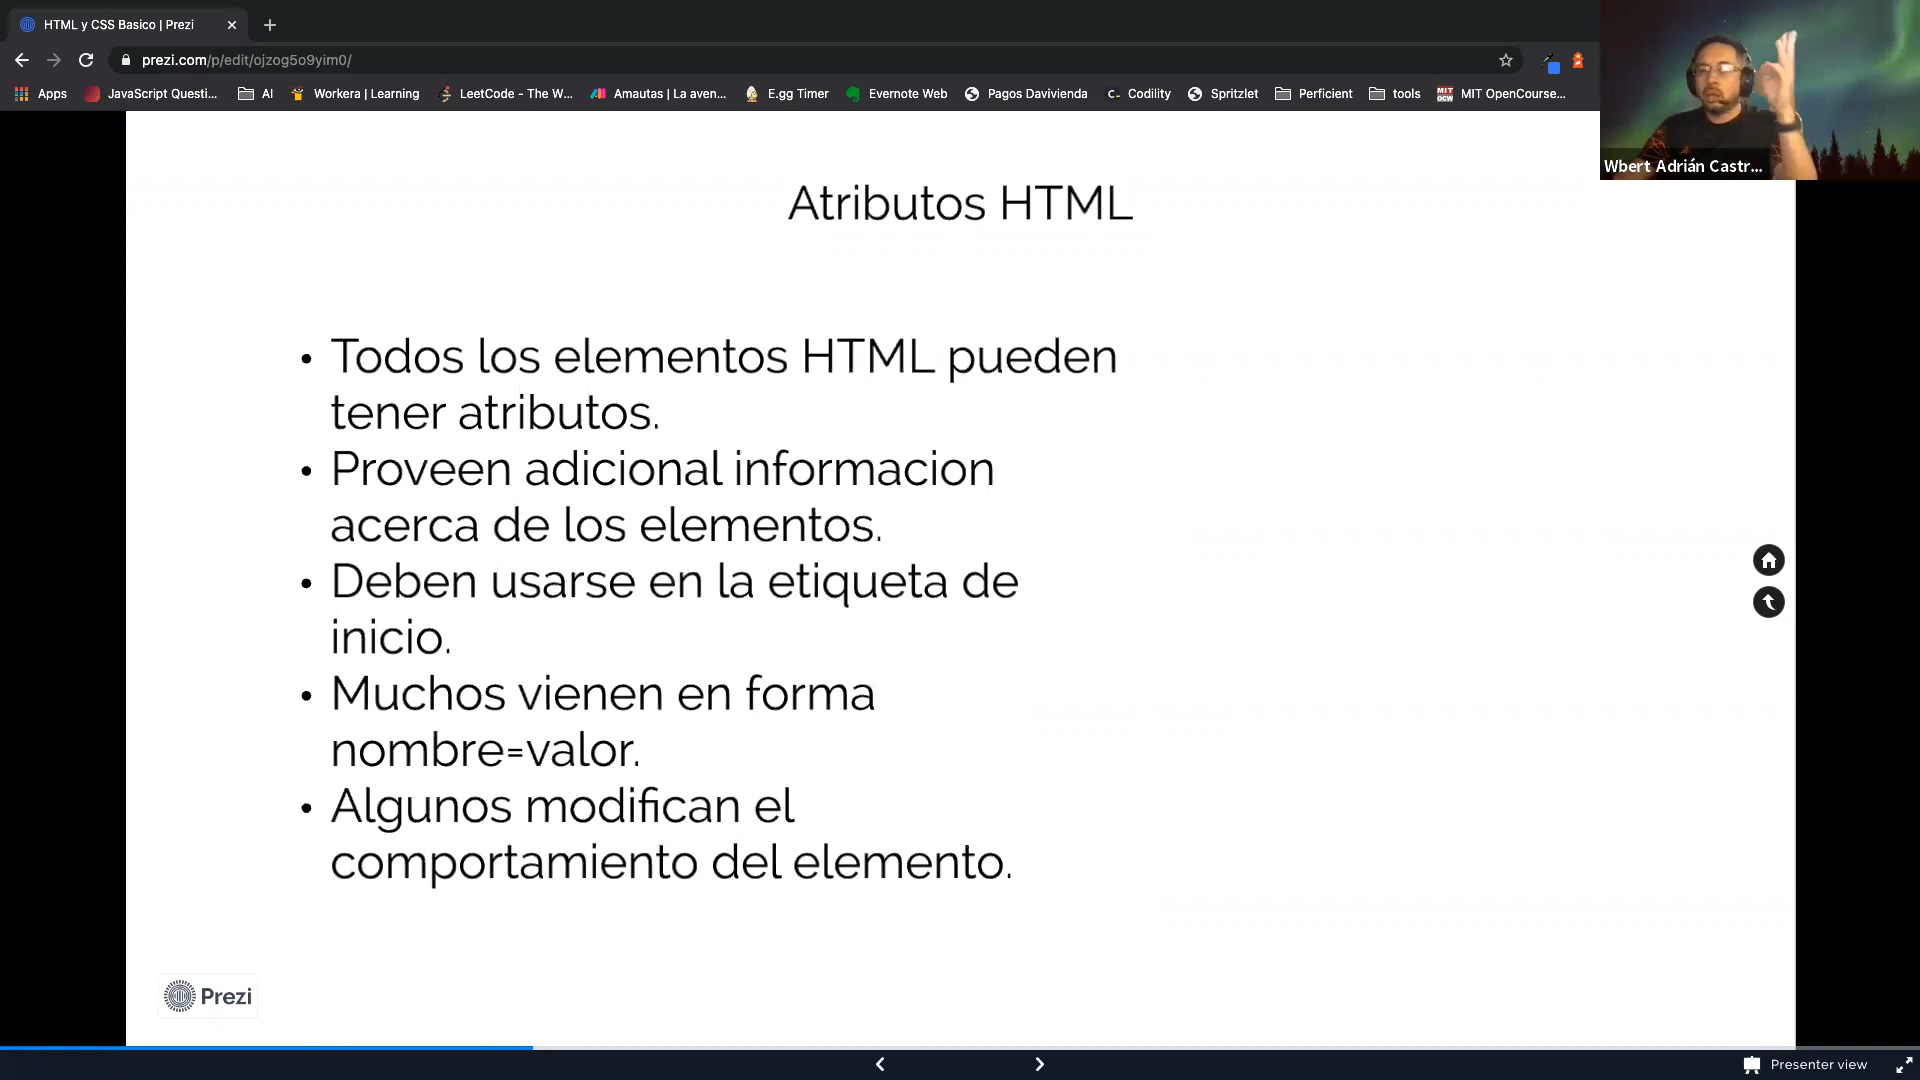 HTML y CSS Basico | Prezi
prezi.com/p/edit/ojzog5o9yim0/
Apps JavaScript Questi... AI Workera | Learning LeetCode - The W... Amautas | La aven... E.gg Timer Evernote Web Pagos Davivienda C- Codility Spritzlet Perficient tools MIT OCW MIT OpenCourse...
Wbert Adrián Castr...
Atributos HTML
• Todos los elementos HTML pueden
tener atributos.
• Proveen adicional informacion
acerca de los elementos.
• Deben usarse en la etiqueta de
inicio.
• Muchos vienen en forma
nombre=valor.
• Algunos modifican el
comportamiento del elemento.
Prezi
Presenter view